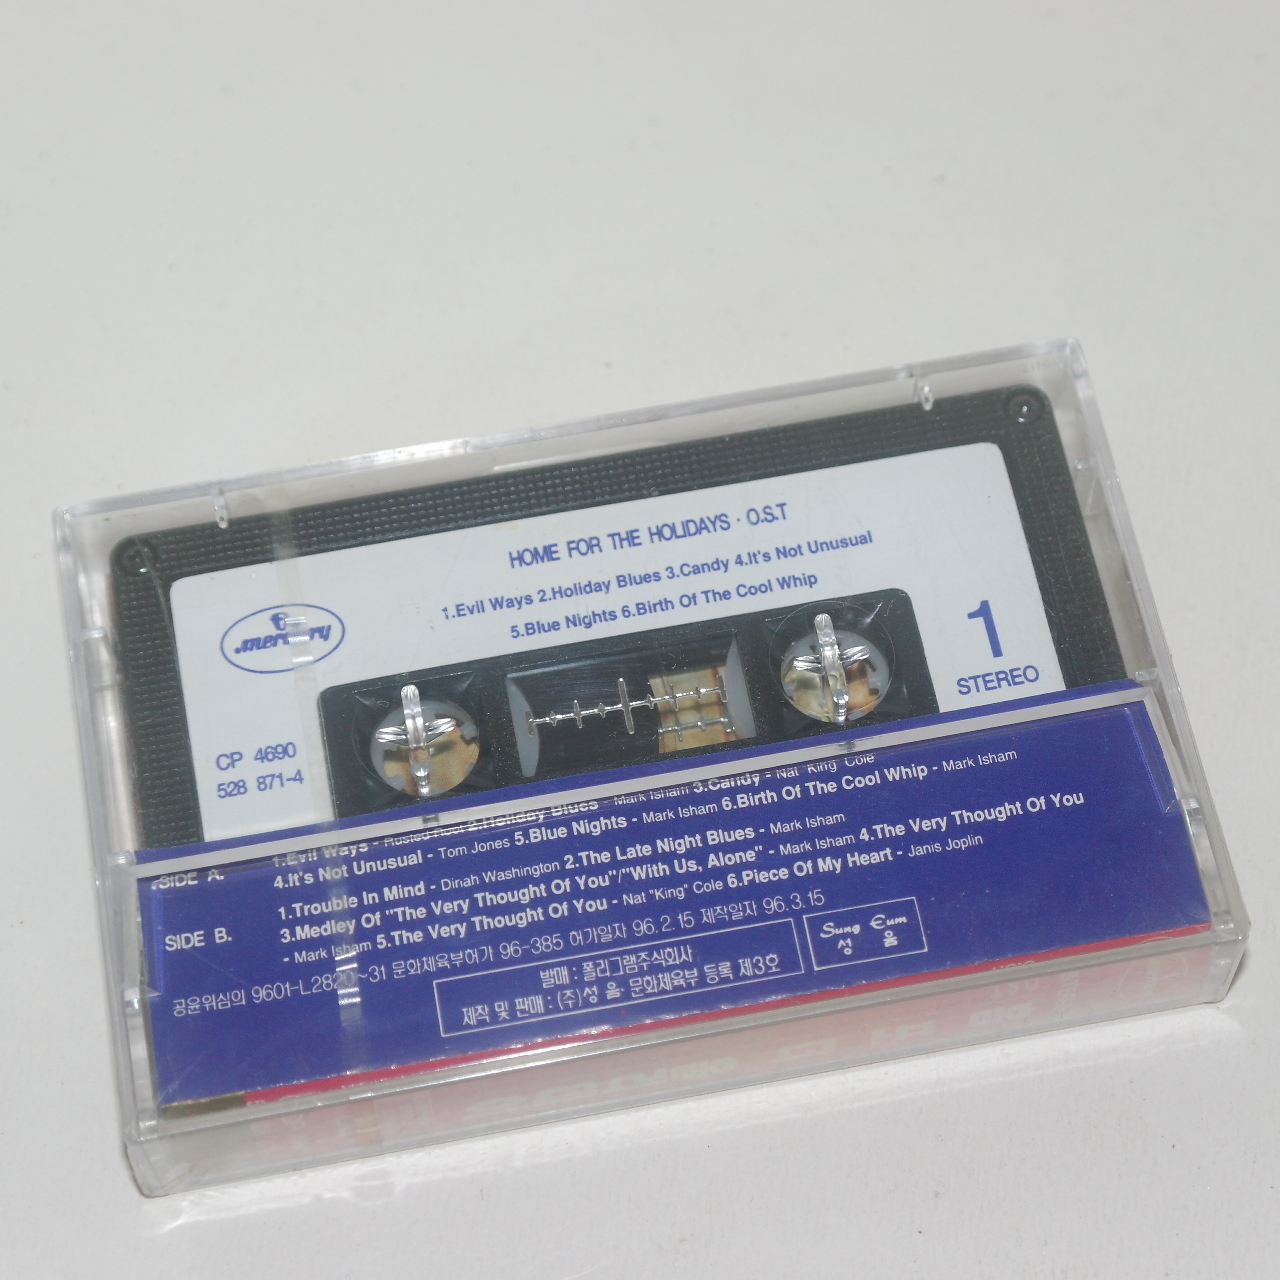 HOME FOR THE HOLIDAYS · O.S.T
1.Evil Ways 2.Holiday Blues 3.Candy 4.It's Not Unusual
5.Blue Nights 6.Birth Of The Cool Whip
mercury
1
STEREO
CP 4690
528 871-4
SIDE A.
1.Evil Ways - Rusted Root 2.Holiday Blues - Mark Isham 3.Candy - Nat "King" Cole
4.It's Not Unusual - Tom Jones 5.Blue Nights - Mark Isham 6.Birth Of The Cool Whip - Mark Isham
SIDE B.
1.Trouble In Mind - Dinah Washington 2.The Late Night Blues - Mark Isham
3.Medley Of "The Very Thought Of You"/"With Us, Alone" - Mark Isham 4.The Very Thought Of You
- Mark Isham 5.The Very Thought Of You - Nat "King" Cole 6.Piece Of My Heart - Janis Joplin
공윤위심의 9601-L2820~31 문화체육부허가 96-385 허가일자 96.2.15 제작일자 96.3.15
발매 : 폴리그램주식회사
제작 및 판매 : (주)성 음· 문화체육부 등록 제3호
Sung Eum
성 음